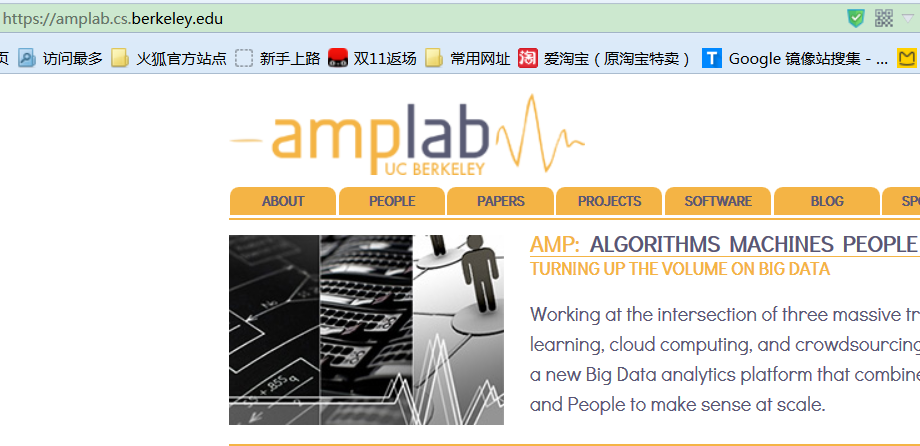 https://amplab.cs.berkeley.edu
页 访问最多 火狐官方站点 新手上路 双11返场 常用网址 爱淘宝（原淘宝特卖） Google 镜像站搜集 - ...
amplab
UC BERKELEY
ABOUT PEOPLE PAPERS PROJECTS SOFTWARE BLOG SPO
AMP: ALGORITHMS MACHINES PEOPLE
TURNING UP THE VOLUME ON BIG DATA
Working at the intersection of three massive tr
learning, cloud computing, and crowdsourcing
a new Big Data analytics platform that combine
and People to make sense at scale.